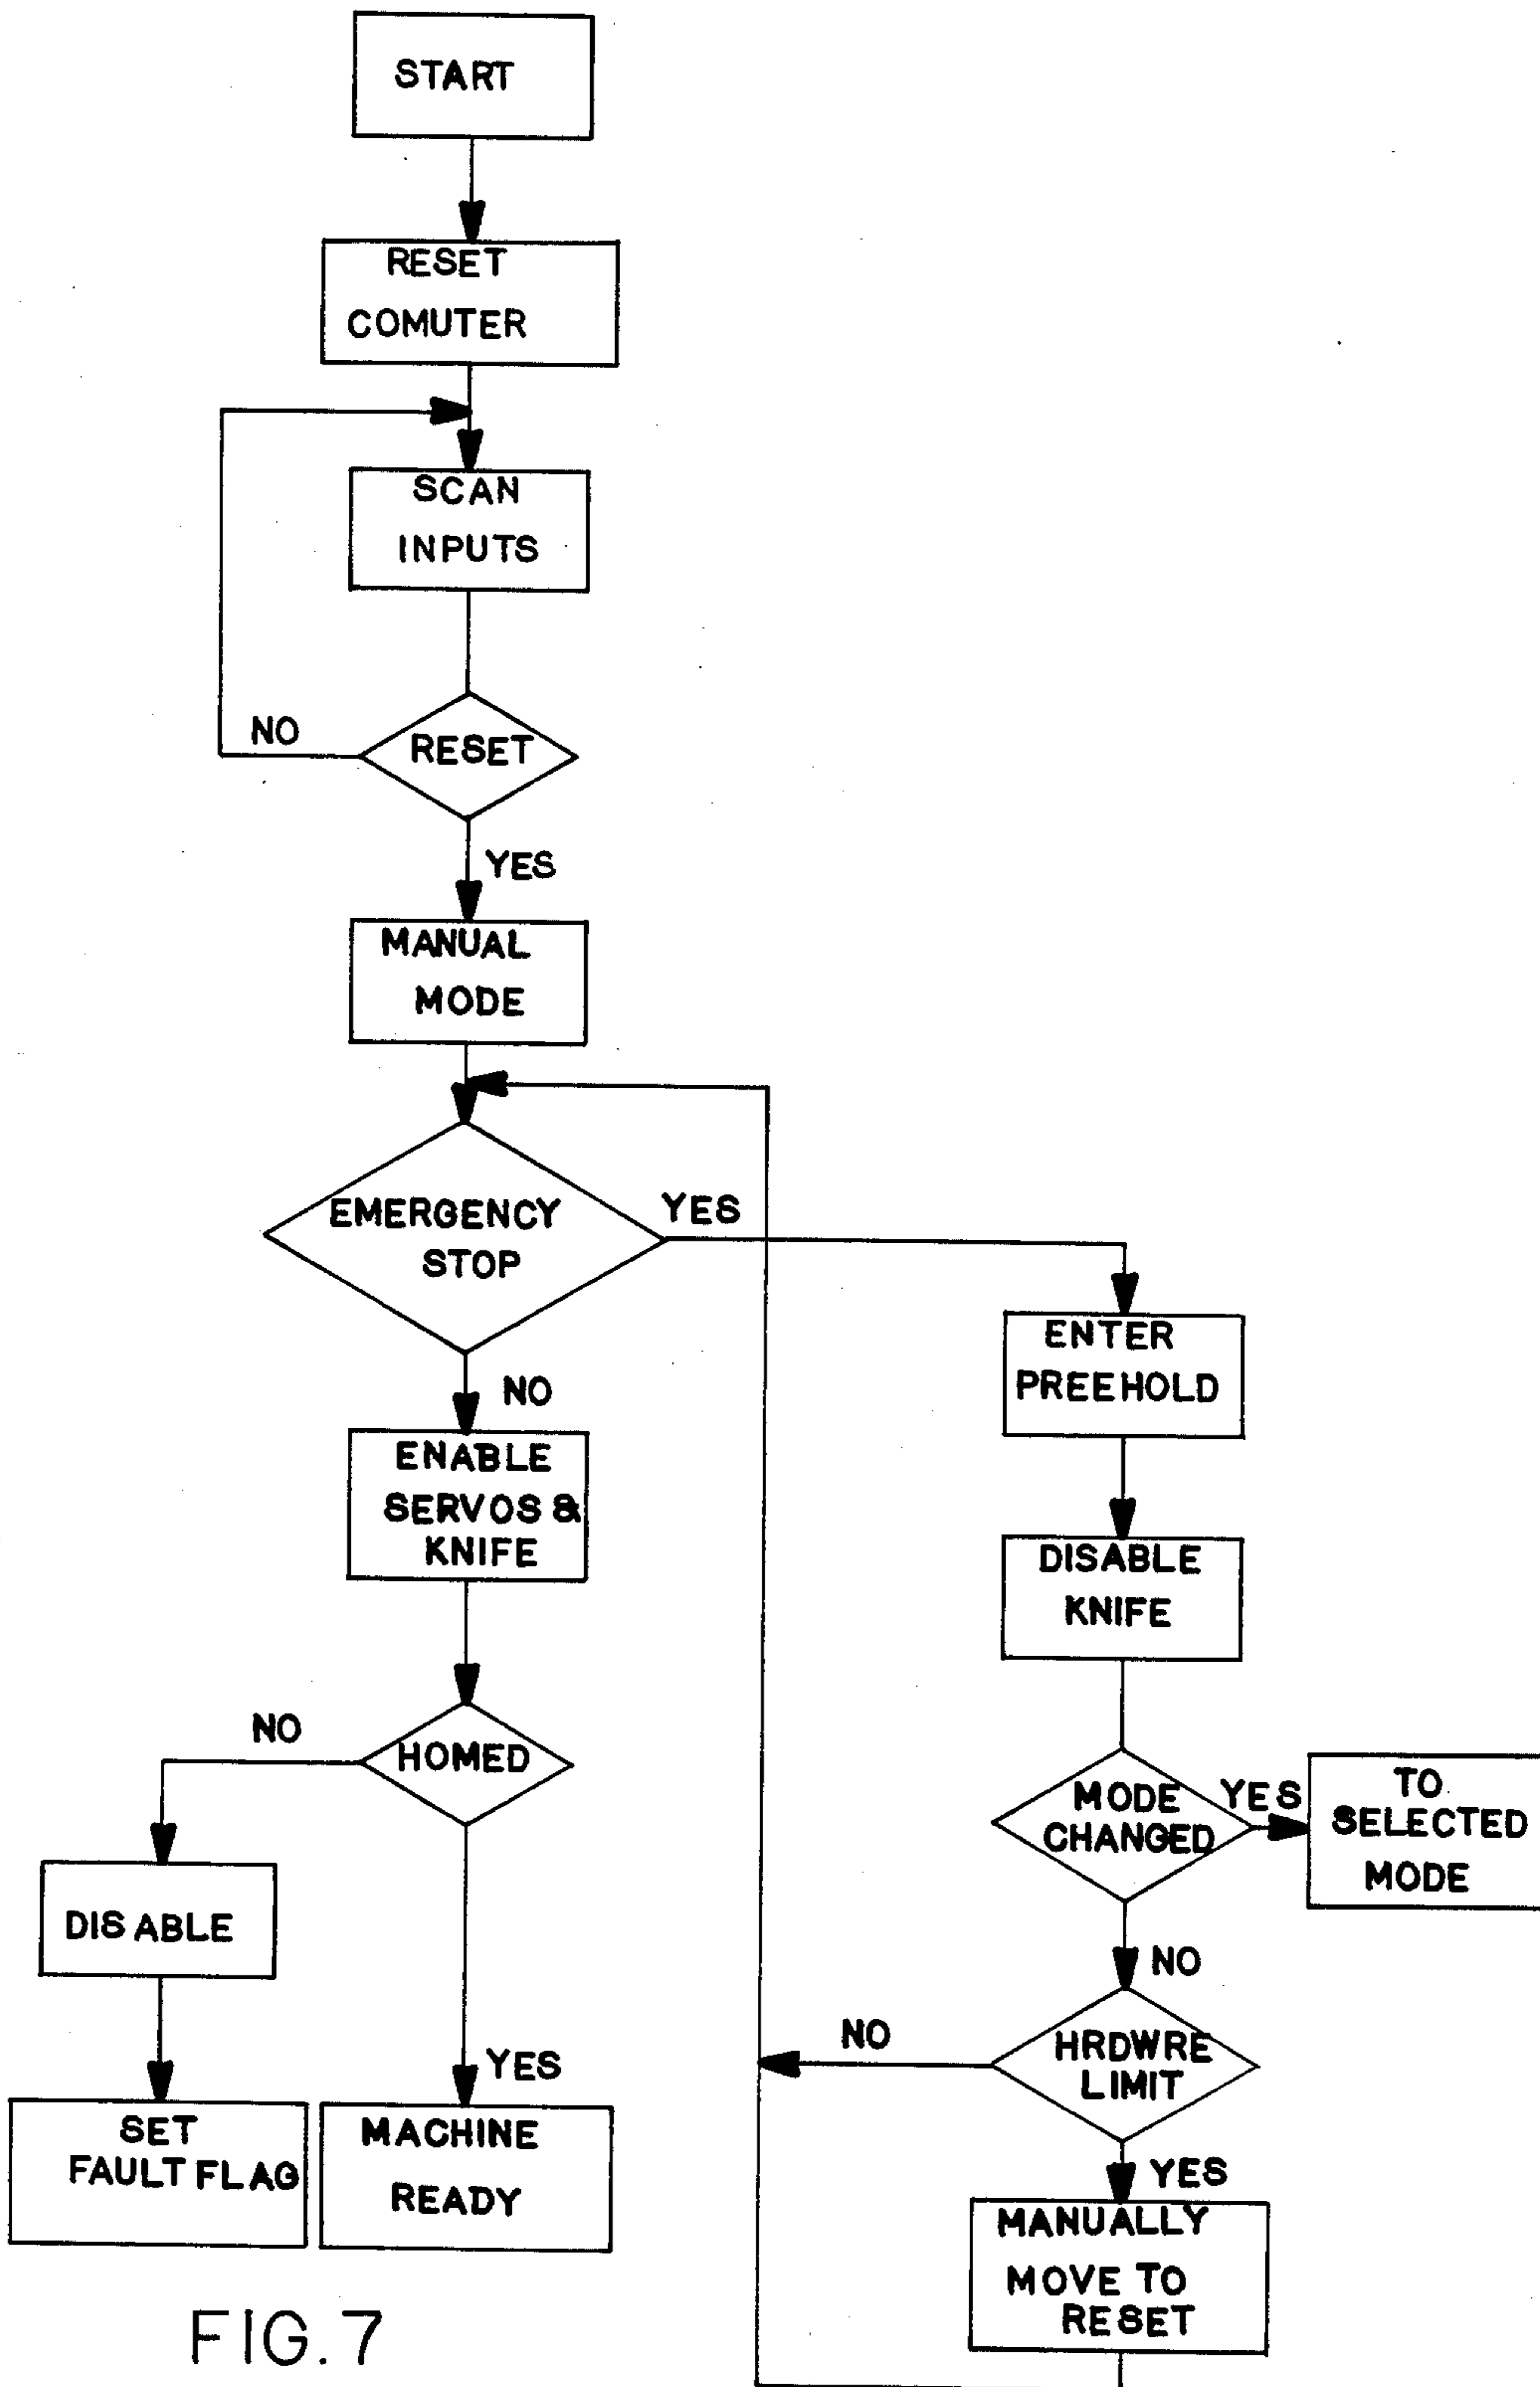 START
RESET
COMUTER
SCAN
INPUTS
RESET
NO
YES
MANUAL
MODE
EMERGENCY
STOP
YES
NO
ENABLE
SERVOS &
KNIFE
HOMED
NO
DISABLE
SET
FAULT FLAG
YES
MACHINE
READY
ENTER
PREEHOLD
DISABLE
KNIFE
MODE
CHANGED
YES
TO
SELECTED
MODE
NO
HRDWRE
LIMIT
NO
YES
MANUALLY
MOVE TO
RESET
FIG. 7